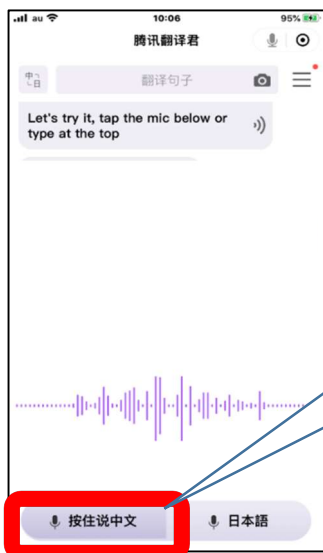 au 10:06 95%
腾讯翻译君
中 日 翻译句子
Let's try it, tap the mic below or
type at the top
按住说中文 日本語